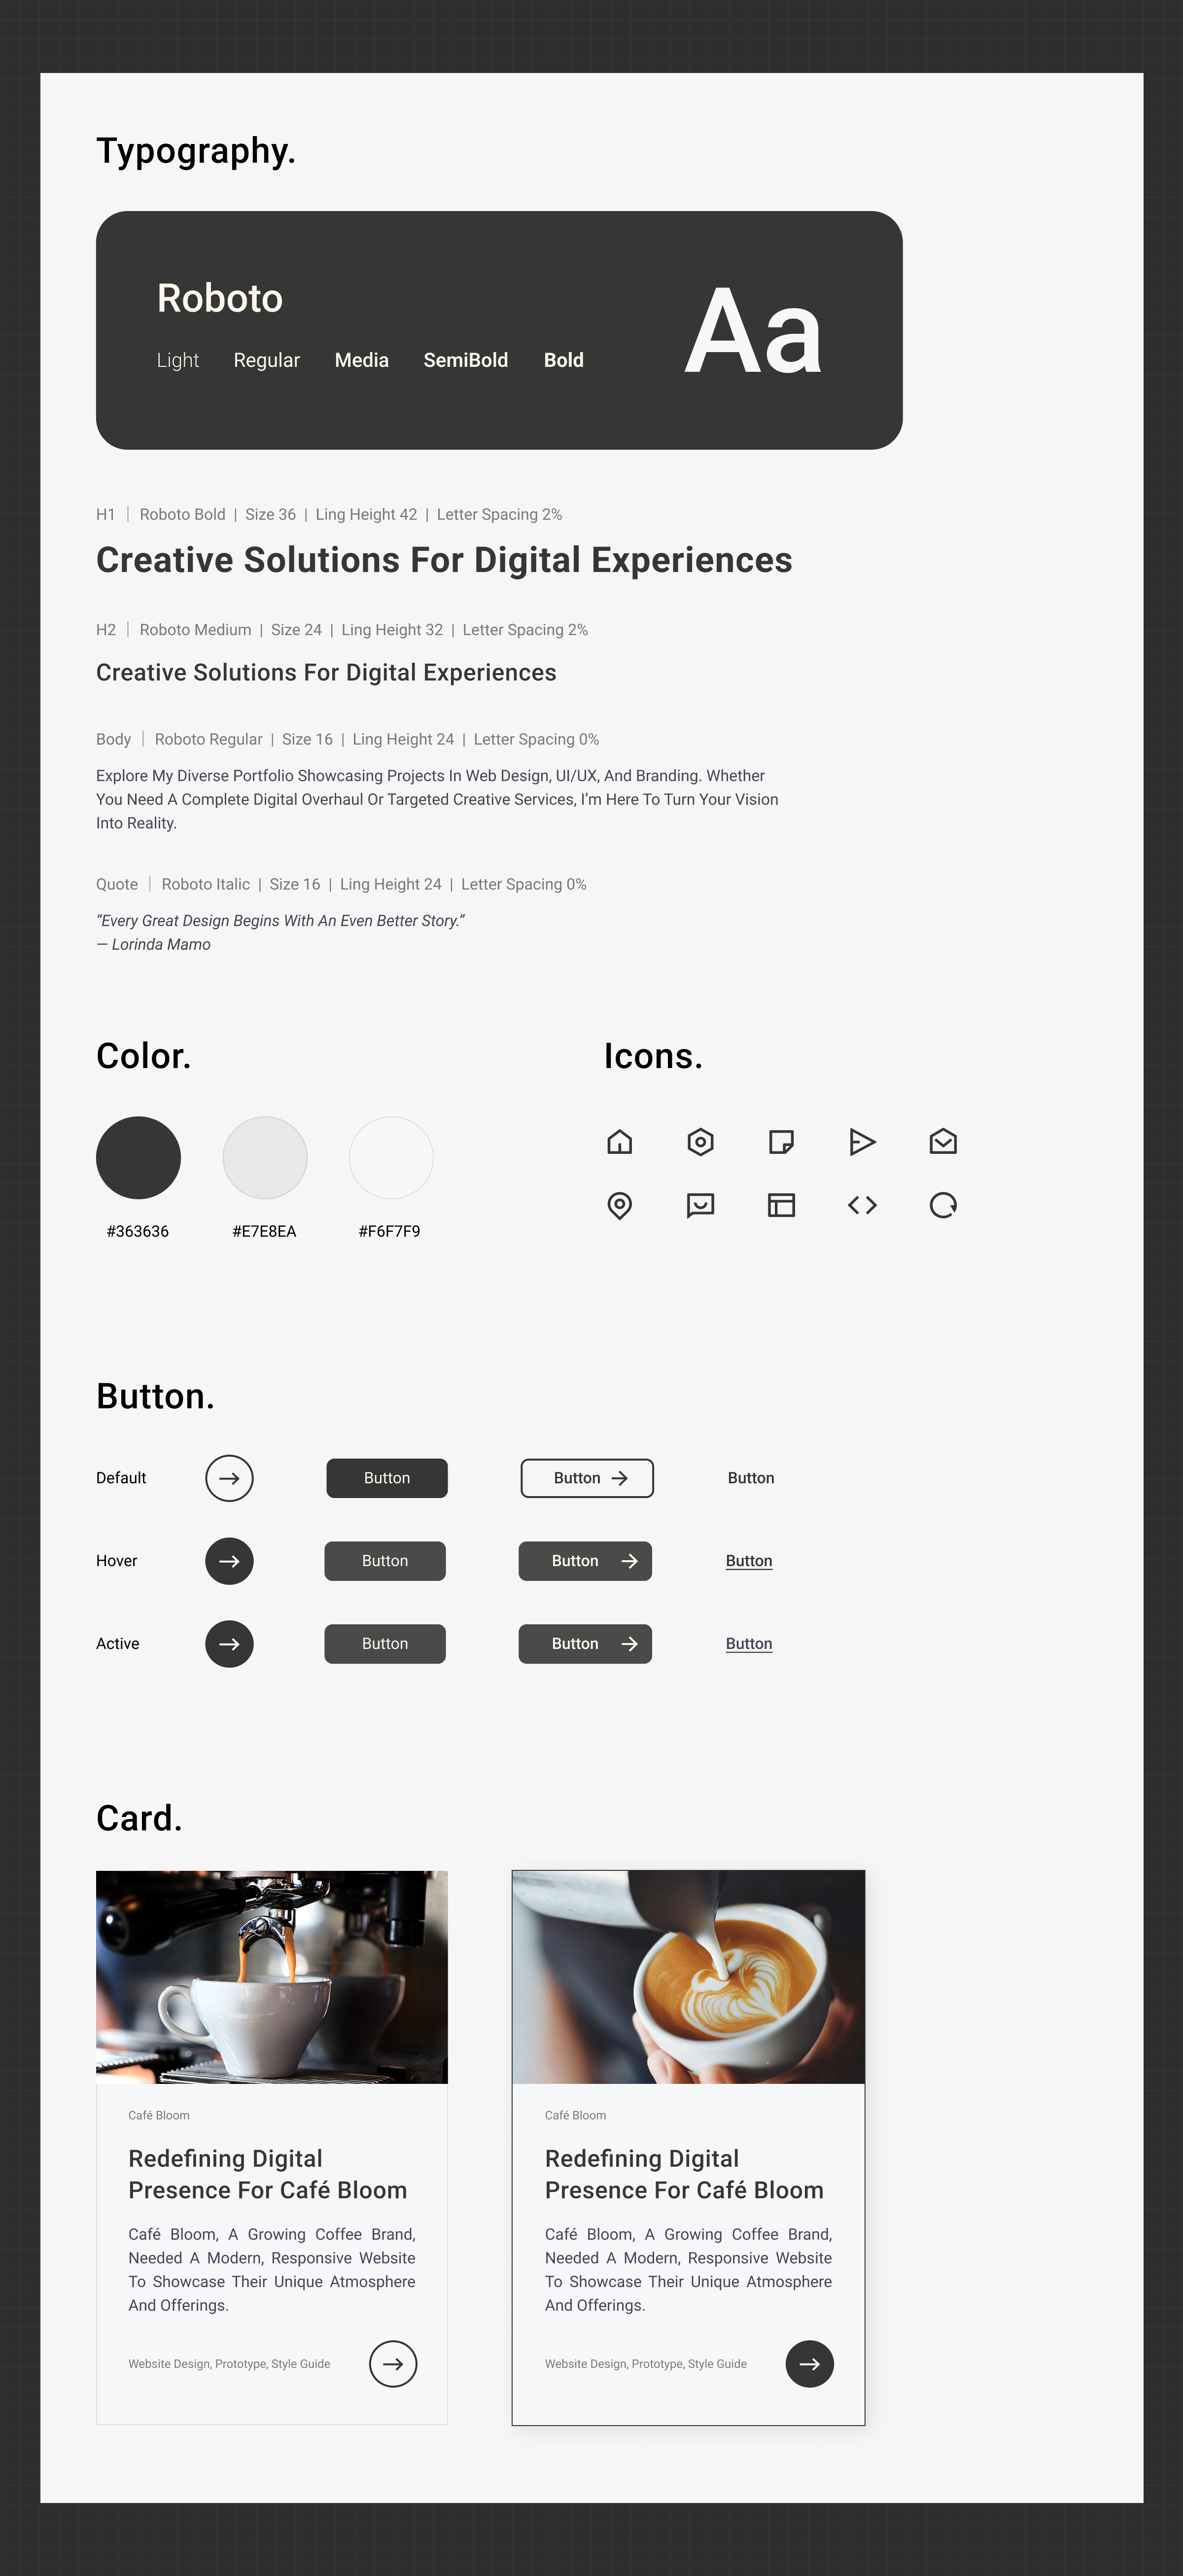 Typography.
Roboto
Light Regular Media SemiBold Bold
Aa
H1 | Roboto Bold | Size 36 | Ling Height 42 | Letter Spacing 2%
Creative Solutions For Digital Experiences
H2 | Roboto Medium | Size 24 | Ling Height 32 | Letter Spacing 2%
Creative Solutions For Digital Experiences
Body | Roboto Regular | Size 16 | Ling Height 24 | Letter Spacing 0%
Explore My Diverse Portfolio Showcasing Projects In Web Design, UI/UX, And Branding. Whether
You Need A Complete Digital Overhaul Or Targeted Creative Services, I’m Here To Turn Your Vision
Into Reality.
Quote | Roboto Italic | Size 16 | Ling Height 24 | Letter Spacing 0%
“Every Great Design Begins With An Even Better Story.”
— Lorinda Mamo
Color.
#363636 #E7E8EA #F6F7F9
Icons.
Button.
Default Button Button Button
Hover Button Button Button
Active Button Button Button
Card.
Café Bloom
Redefining Digital
Presence For Café Bloom
Café Bloom, A Growing Coffee Brand,
Needed A Modern, Responsive Website
To Showcase Their Unique Atmosphere
And Offerings.
Website Design, Prototype, Style Guide
Café Bloom
Redefining Digital
Presence For Café Bloom
Café Bloom, A Growing Coffee Brand,
Needed A Modern, Responsive Website
To Showcase Their Unique Atmosphere
And Offerings.
Website Design, Prototype, Style Guide